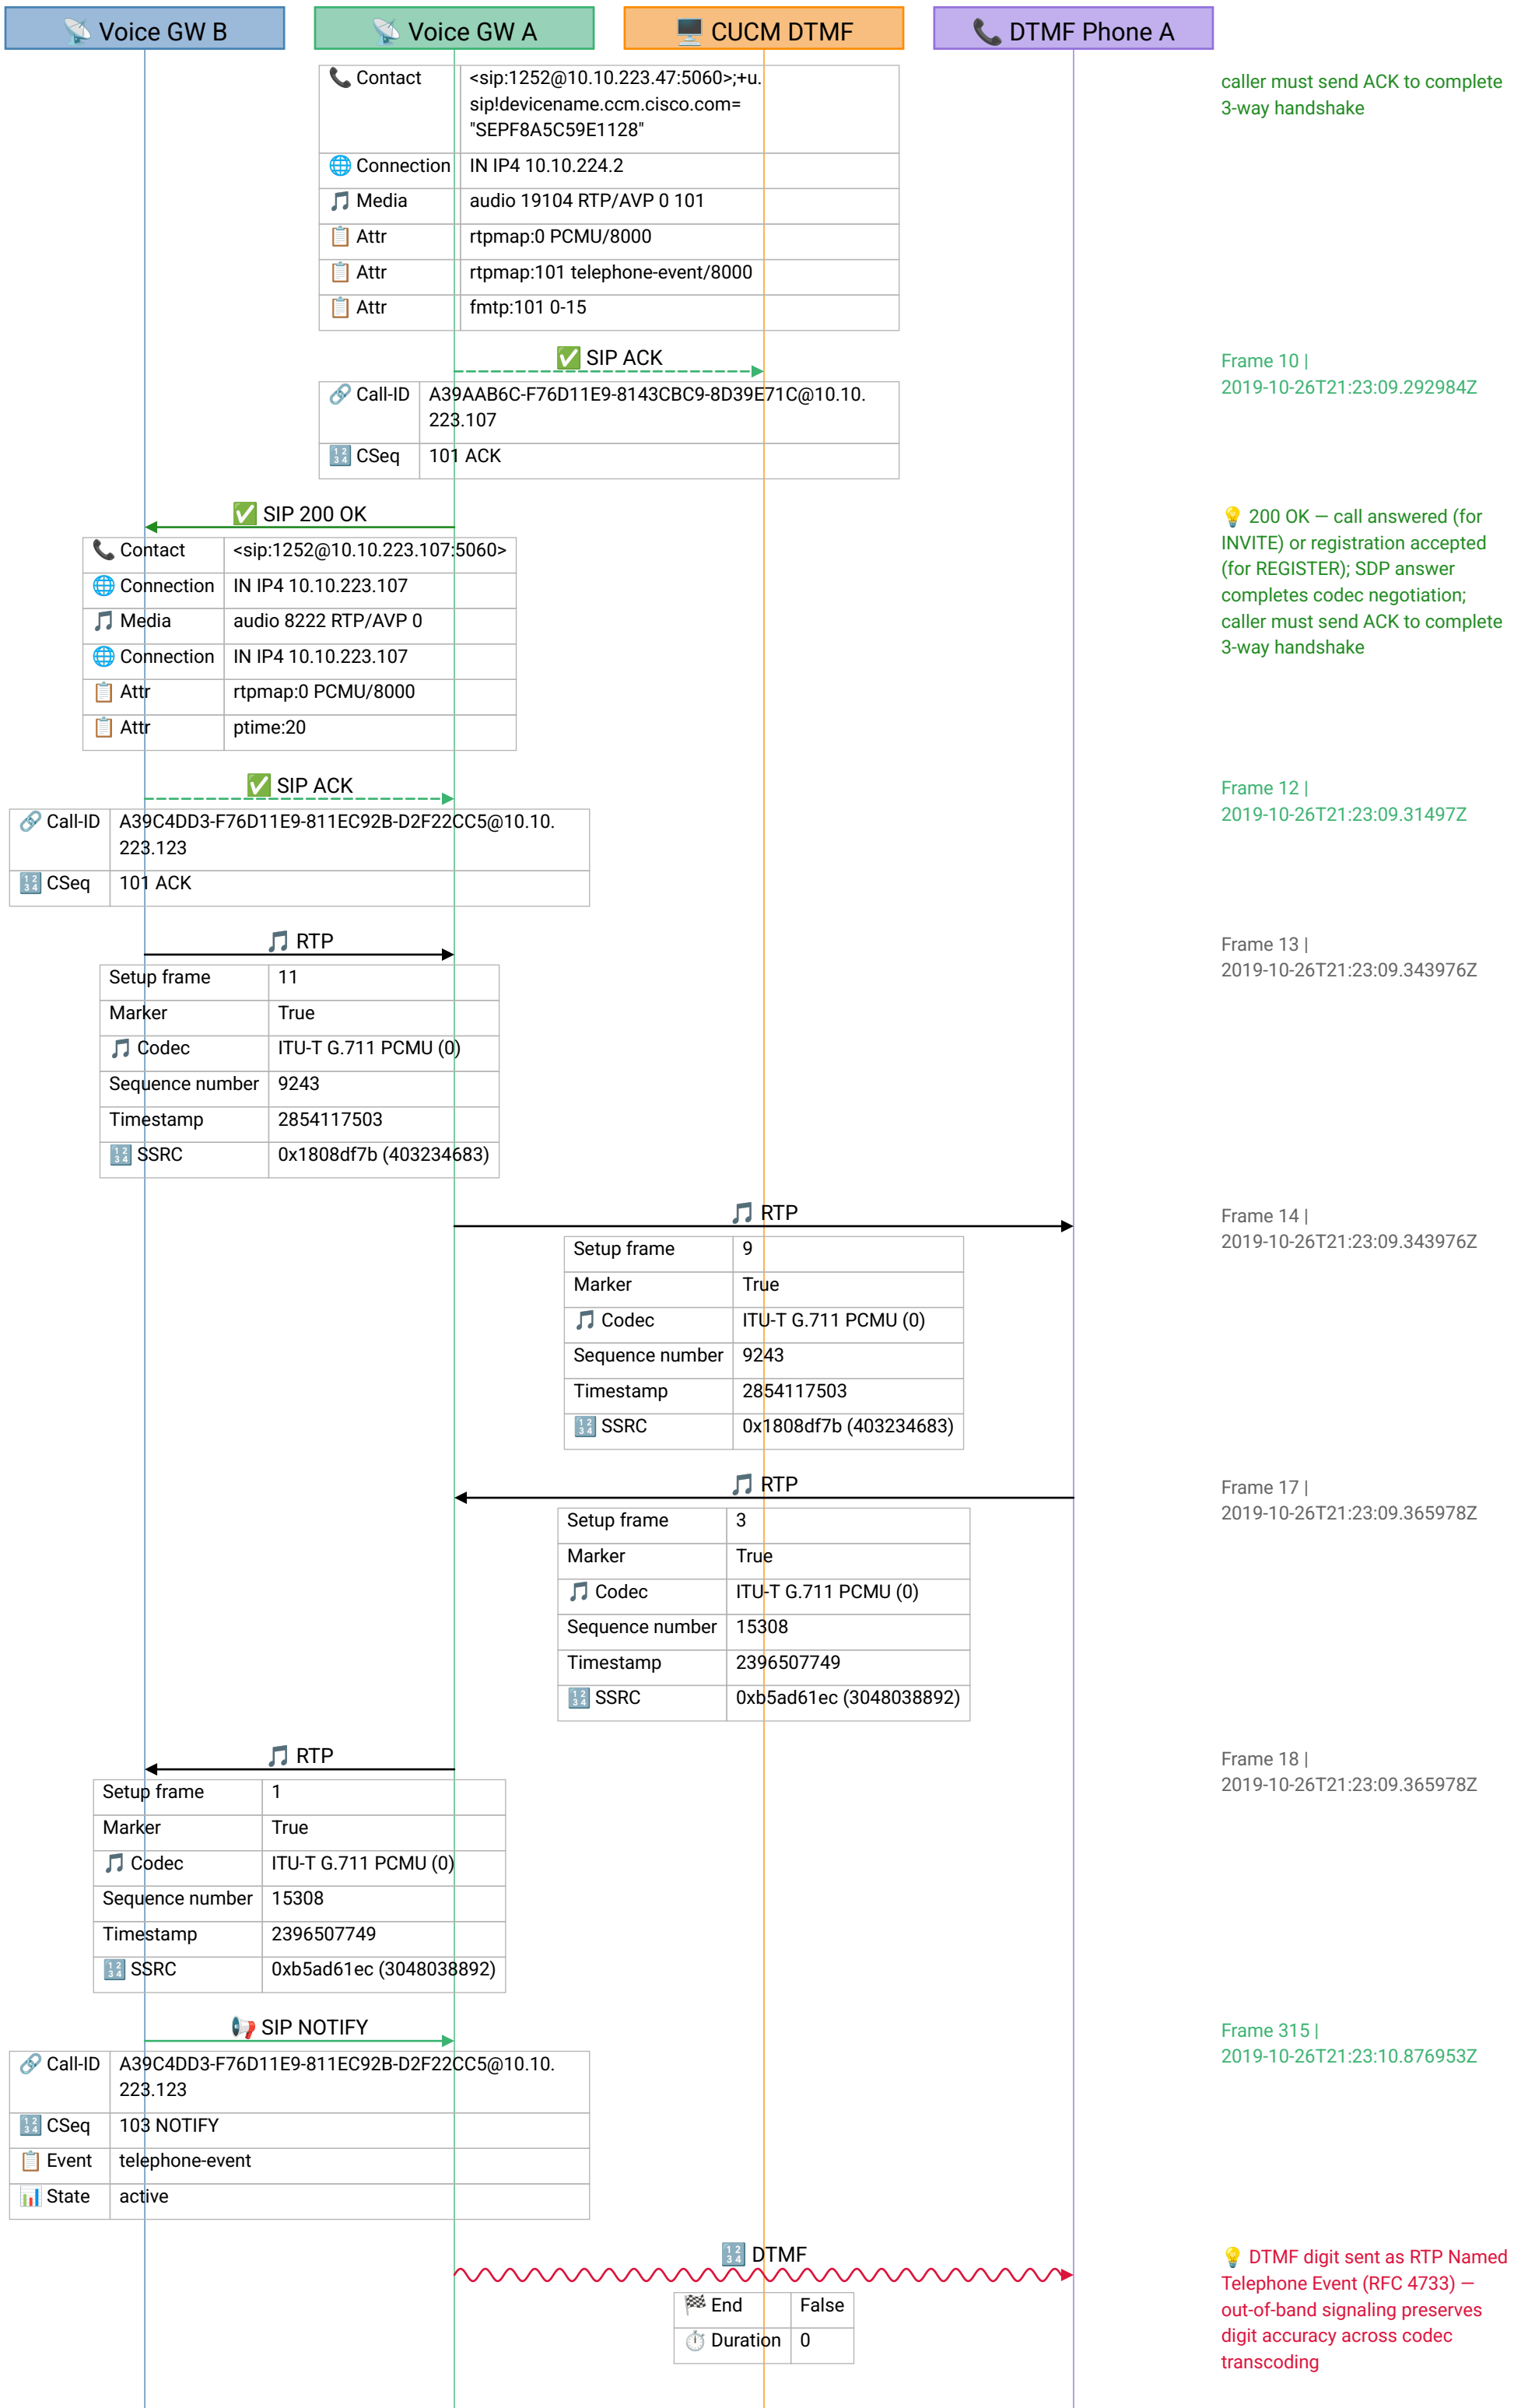 Voice GW B
Voice GW A
CUCM DTMF
DTMF Phone A
caller must send ACK to complete
3-way handshake
Contact
<sip:1252@10.10.223.47:5060>;+u.
sip!devicename.ccm.cisco.com=
"SEPF8A5C59E1128"
Connection
IN IP4 10.10.224.2
Media
audio 19104 RTP/AVP 0 101
Attr
rtpmap:0 PCMU/8000
Attr
rtpmap:101 telephone-event/8000
Attr
fmtp:101 0-15
SIP ACK
Frame 10 |
2019-10-26T21:23:09.292984Z
Call-ID
A39AAB6C-F76D11E9-8143CBC9-8D39E71C@10.10.
223.107
CSeq
101 ACK
SIP 200 OK
200 OK — call answered (for
INVITE) or registration accepted
(for REGISTER); SDP answer
completes codec negotiation;
caller must send ACK to complete
3-way handshake
Contact
<sip:1252@10.10.223.107:5060>
Connection
IN IP4 10.10.223.107
Media
audio 8222 RTP/AVP 0
Connection
IN IP4 10.10.223.107
Attr
rtpmap:0 PCMU/8000
Attr
ptime:20
SIP ACK
Frame 12 |
2019-10-26T21:23:09.31497Z
Call-ID
A39C4DD3-F76D11E9-811EC92B-D2F22CC5@10.10.
223.123
CSeq
101 ACK
RTP
Frame 13 |
2019-10-26T21:23:09.343976Z
Setup frame
11
Marker
True
Codec
ITU-T G.711 PCMU (0)
Sequence number
9243
Timestamp
2854117503
SSRC
0x1808df7b (403234683)
RTP
Frame 14 |
2019-10-26T21:23:09.343976Z
Setup frame
9
Marker
True
Codec
ITU-T G.711 PCMU (0)
Sequence number
9243
Timestamp
2854117503
SSRC
0x1808df7b (403234683)
RTP
Frame 17 |
2019-10-26T21:23:09.365978Z
Setup frame
3
Marker
True
Codec
ITU-T G.711 PCMU (0)
Sequence number
15308
Timestamp
2396507749
SSRC
0xb5ad61ec (3048038892)
RTP
Frame 18 |
2019-10-26T21:23:09.365978Z
Setup frame
1
Marker
True
Codec
ITU-T G.711 PCMU (0)
Sequence number
15308
Timestamp
2396507749
SSRC
0xb5ad61ec (3048038892)
SIP NOTIFY
Frame 315 |
2019-10-26T21:23:10.876953Z
Call-ID
A39C4DD3-F76D11E9-811EC92B-D2F22CC5@10.10.
223.123
CSeq
103 NOTIFY
Event
telephone-event
State
active
DTMF
DTMF digit sent as RTP Named
Telephone Event (RFC 4733) —
out-of-band signaling preserves
digit accuracy across codec
transcoding
End
False
Duration
0